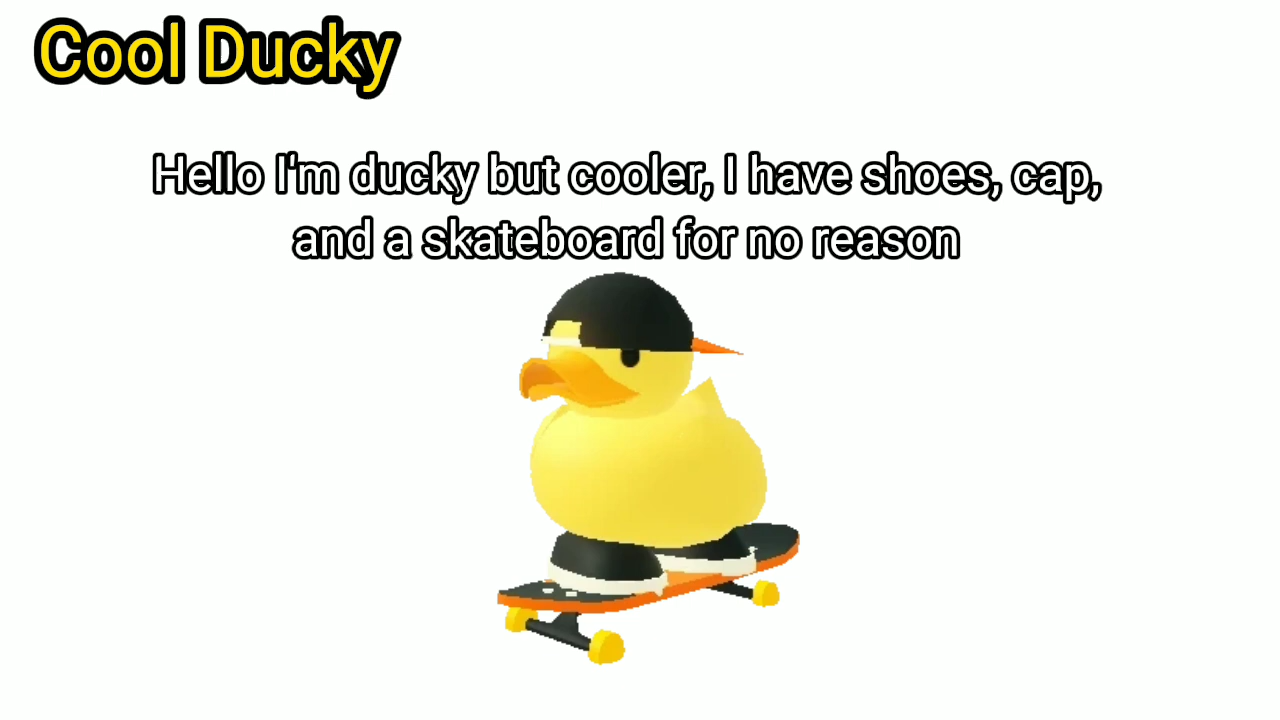 Cool Ducky
Hello I'm ducky but cooler, I have shoes, cap,
and a skateboard for no reason